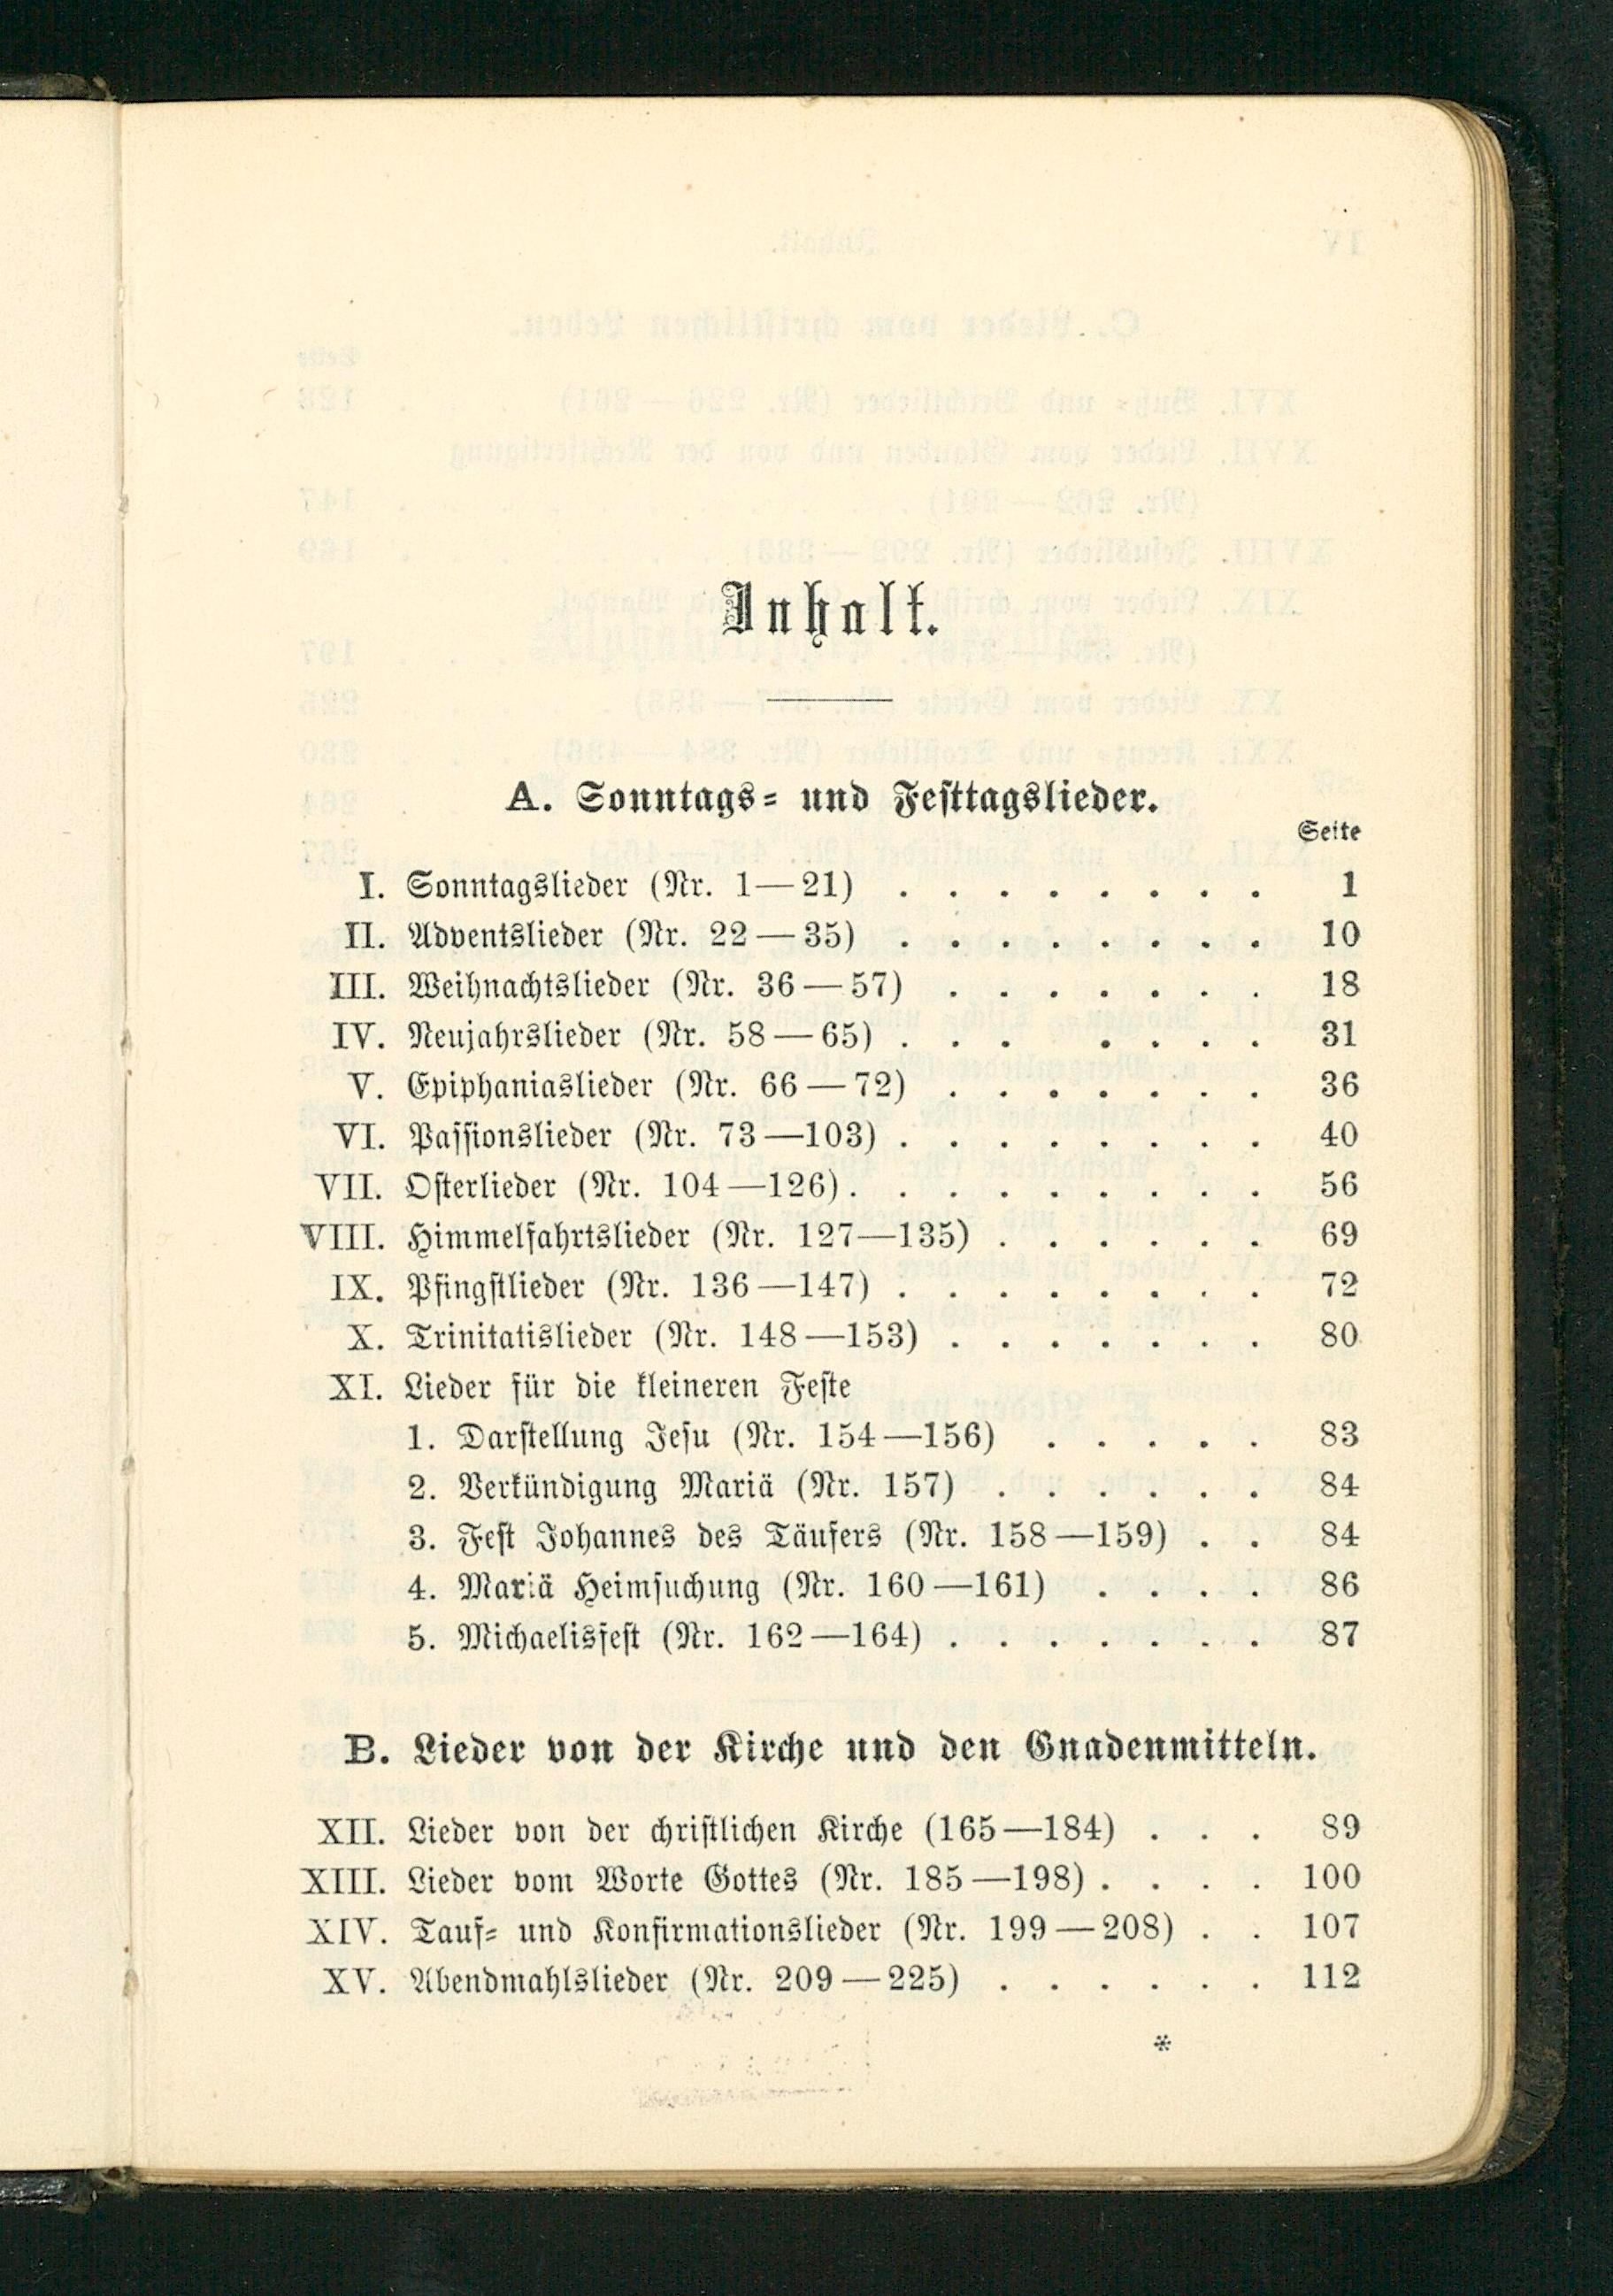 Inhalt.
A. Sonntags- und Festtagslieder.
Seite
I. Sonntagslieder (Nr. 1—21) . . . . . . . . 1
II. Adventslieder (Nr. 22—35) . . . . . . . . 10
III. Weihnachtslieder (Nr. 36—57) . . . . . . . 18
IV. Neujahrslieder (Nr. 58—65) . . . . . . . 31
V. Epiphaniaslieder (Nr. 66—72) . . . . . . . 36
VI. Passionslieder (Nr. 73—103) . . . . . . . . 40
VII. Osterlieder (Nr. 104—126) . . . . . . . . . 56
VIII. Himmelfahrtslieder (Nr. 127—135) . . . . . . 69
IX. Pfingstlieder (Nr. 136—147) . . . . . . . . 72
X. Trinitatislieder (Nr. 148—153) . . . . . . . 80
XI. Lieder für die kleineren Feste
1. Darstellung Jesu (Nr. 154—156) . . . . . 83
2. Verkündigung Mariä (Nr. 157) . . . . . . 84
3. Fest Johannes des Täufers (Nr. 158—159) . . 84
4. Mariä Heimsuchung (Nr. 160—161) . . . . 86
5. Michaelisfest (Nr. 162—164) . . . . . . . 87
B. Lieder von der Kirche und den Gnadenmitteln.
XII. Lieder von der christlichen Kirche (165—184) . . . 89
XIII. Lieder vom Worte Gottes (Nr. 185—198) . . . . 100
XIV. Tauf- und Konfirmationslieder (Nr. 199—208) . . 107
XV. Abendmahlslieder (Nr. 209—225) . . . . . . 112
*